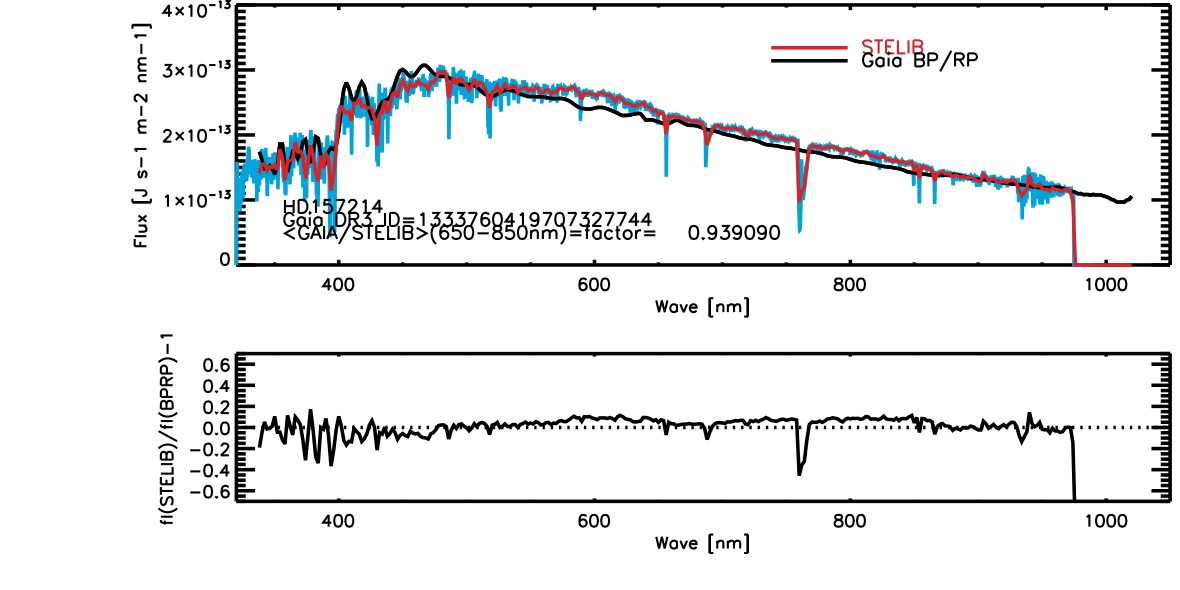 4×10−13
3×10−13
2×10−13
1×10−13
0
Flux [J s−1 m−2 nm−1]
STELIB
Gaia BP/RP
HD157214
Gaia DR3 ID=1333760419707327744
<GAIA/STELIB>(650−850nm)=factor= 0.939090
400 600 800 1000
Wave [nm]
fl(STELIB)/fl(BPRP)−1
0.6
0.4
0.2
0.0
−0.2
−0.4
−0.6
400 600 800 1000
Wave [nm]